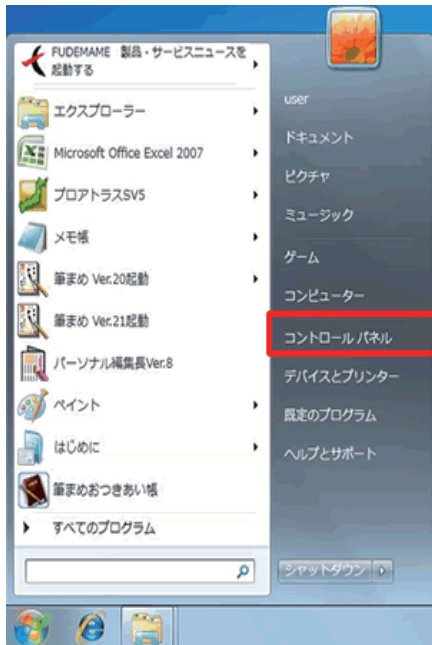 FUDEMAME 製品・サービスニュースを
起動する
エクスプローラー
Microsoft Office Excel 2007
プロアトラスSV5
メモ帳
筆まめ Ver.20起動
筆まめ Ver.21起動
パーソナル編集長Ver.8
ペイント
はじめに
筆まめおつきあい帳
すべてのプログラム
user
ドキュメント
ピクチャ
ミュージック
ゲーム
コンピューター
コントロール パネル
デバイスとプリンター
既定のプログラム
ヘルプとサポート
シャットダウン